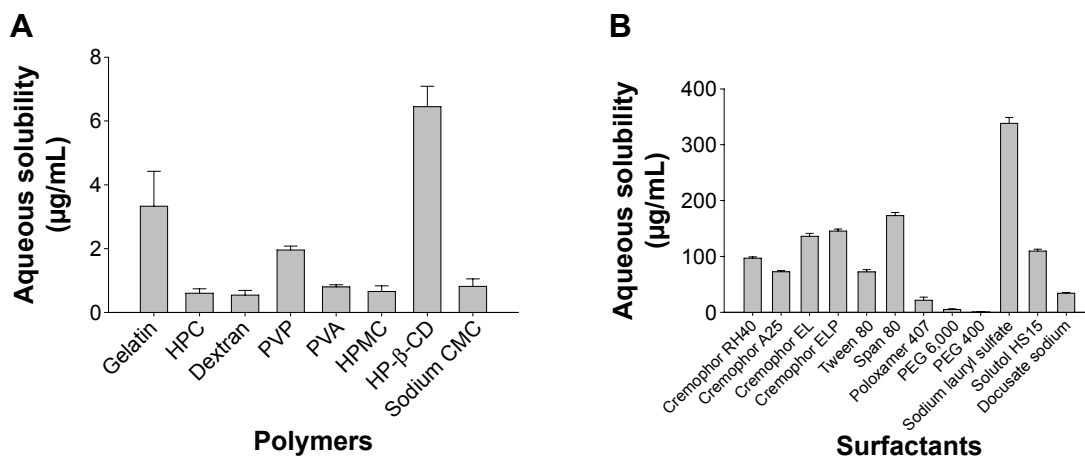 A
Aqueous solubility
(µg/mL)
8
6
4
2
0
Gelatin
HPC
Dextran
PVP
PVA
HPMC
HP-β-CD
Sodium CMC
Polymers
B
Aqueous solubility
(µg/mL)
400
300
200
100
0
Cremophor RH40
Cremophor A25
Cremophor EL
Cremophor ELP
Tween 80
Span 80
Poloxamer 407
PEG 6,000
PEG 400
Sodium lauryl sulfate
Solutol HS15
Docusate sodium
Surfactants